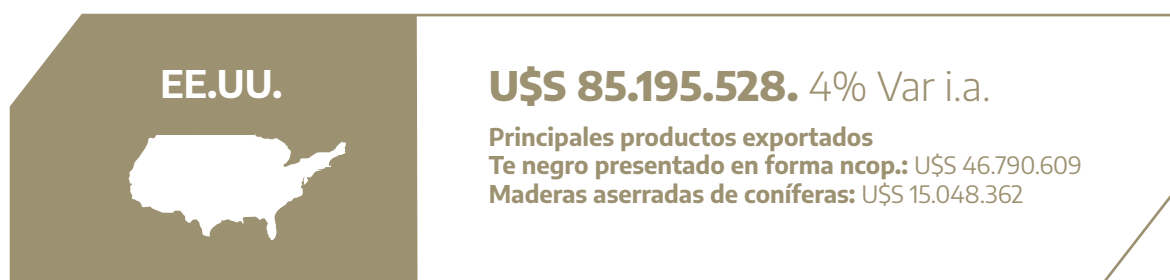 EE.UU.
U$S 85.195.528. 4% Var i.a.
Principales productos exportados
Te negro presentado en forma ncop.: U$S 46.790.609
Maderas aserradas de coníferas: U$S 15.048.362